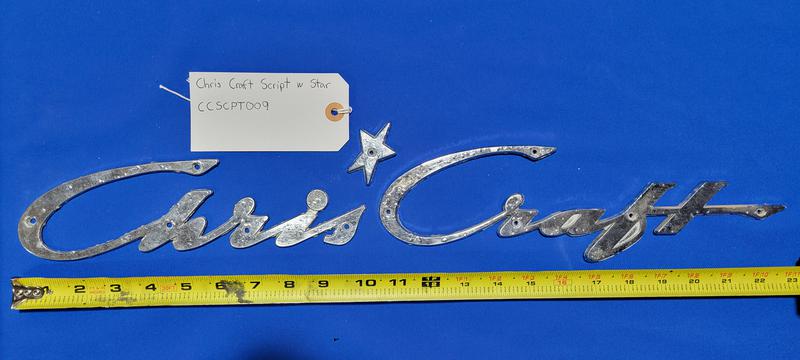 Chris Craft Script w Star
CCSCPT009
Chris Craft
1 2 3 4 5 6 7 8 9 10 11 12 13 14 15 16 17 18 19 20 21 22 23